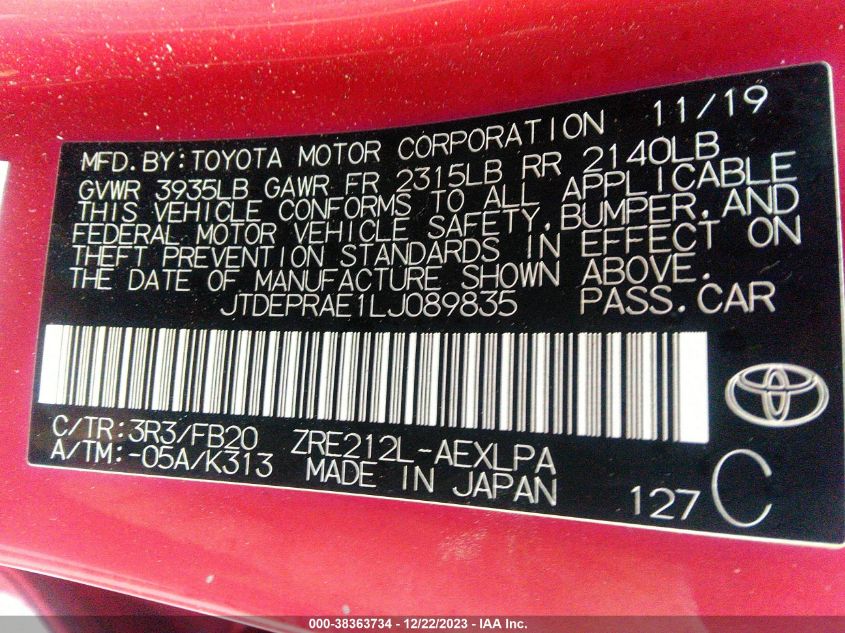 11/19
MFD.BY:TOYOTA MOTOR CORPORATION
GVWR 3935LB GAWR FR 2315LB RR 2140LB
THIS VEHICLE CONFORMS TO ALL APPLICABLE
FEDERAL MOTOR VEHICLE SAFETY,BUMPER,AND
THEFT PREVENTION STANDARDS IN EFFECT ON
THE DATE OF MANUFACTURE SHOWN ABOVE.
JTDEPRAE1LJ089835 PASS.CAR
C/TR:3R3/FB20 ZRE212L-AEXLPA
A/TM:-05A/K313 MADE IN JAPAN
127 C
000-38363734 - 12/22/2023 - IAA Inc.